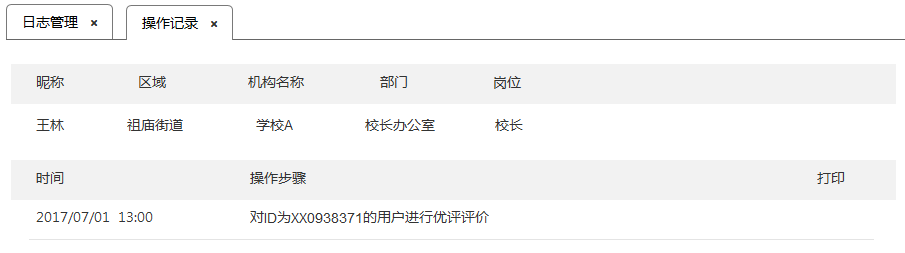 日志管理 × 操作记录 ×
昵称 区域 机构名称 部门 岗位
王林 祖庙街道 学校A 校长办公室 校长
时间 操作步骤 打印
2017/07/01 13:00 对ID为XX0938371的用户进行优评评价